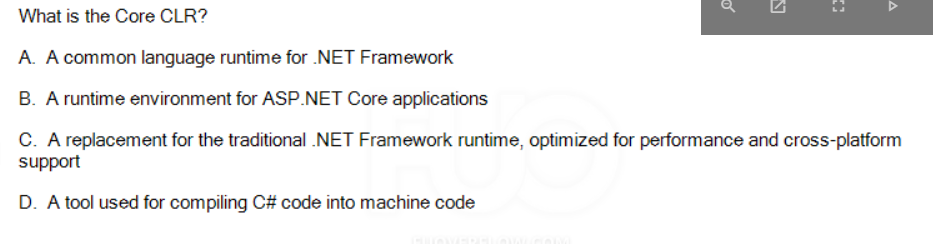 What is the Core CLR?
A. A common language runtime for .NET Framework
B. A runtime environment for ASP.NET Core applications
C. A replacement for the traditional .NET Framework runtime, optimized for performance and cross-platform
support
D. A tool used for compiling C# code into machine code
FUO